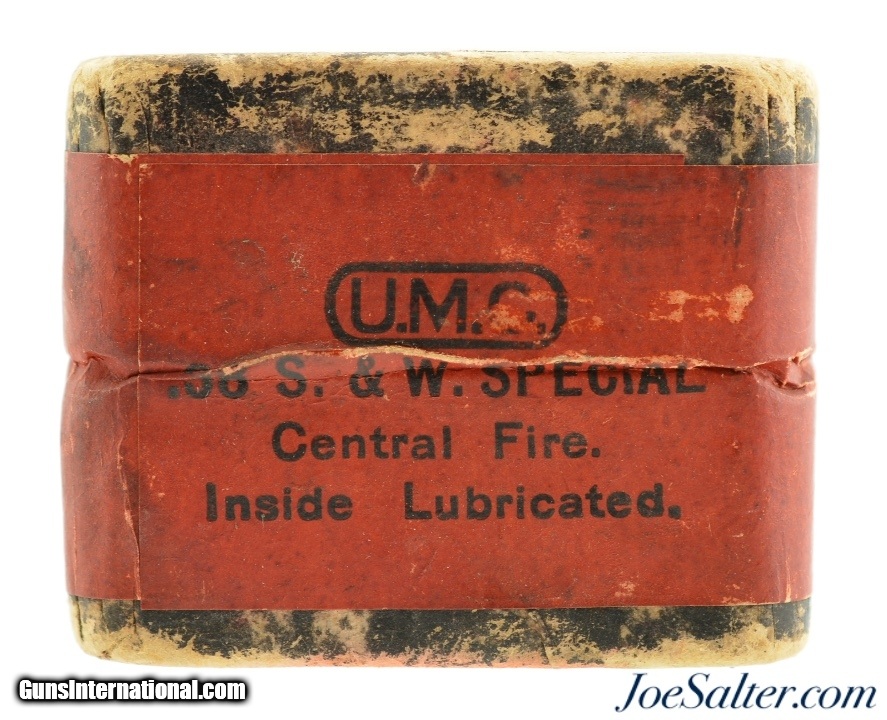 U.M.C.
.38 S. & W. SPECIAL
Central Fire.
Inside Lubricated.
GunsInternational.com
JoeSalter.com